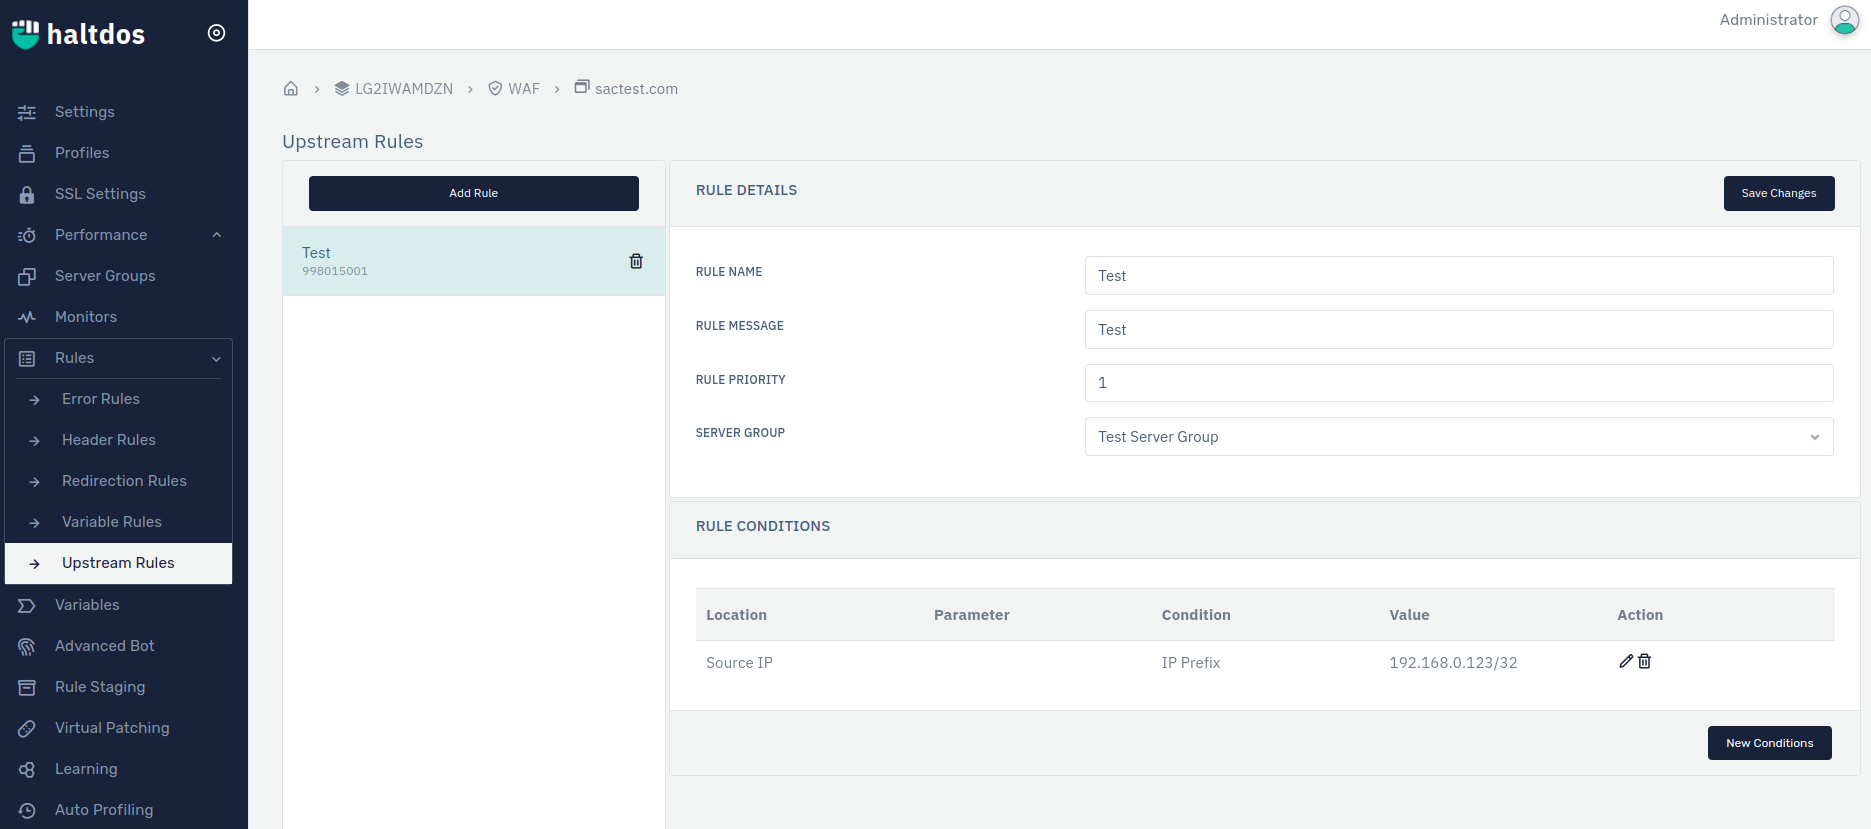 haltdos
Administrator
LG2IWAMDZN
WAF
sactest.com
Settings
Profiles
SSL Settings
Performance
Server Groups
Monitors
Rules
Error Rules
Header Rules
Redirection Rules
Variable Rules
Upstream Rules
Variables
Advanced Bot
Rule Staging
Virtual Patching
Learning
Auto Profiling
Upstream Rules
Add Rule
Test
998015001
RULE DETAILS
Save Changes
RULE NAME
Test
RULE MESSAGE
Test
RULE PRIORITY
1
SERVER GROUP
Test Server Group
RULE CONDITIONS
Location Parameter Condition Value Action
Source IP IP Prefix 192.168.0.123/32
New Conditions